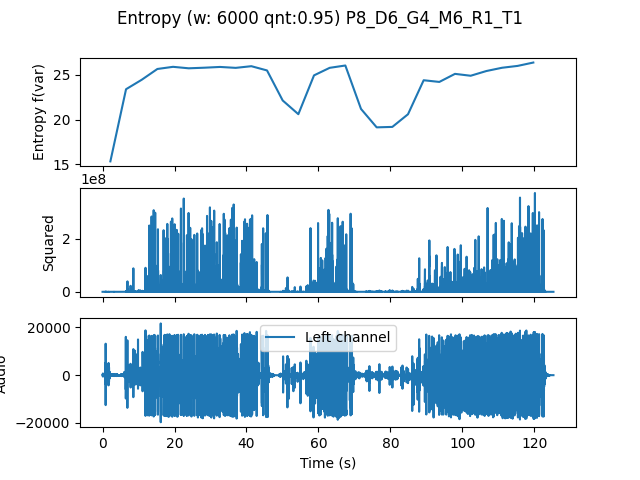 Entropy (w: 6000 qnt:0.95) P8_D6_G4_M6_R1_T1
Entropy f(var)
25
20
15
1e8
Squared
2
0
Audio
20000
0
−20000
Left channel
0 20 40 60 80 100 120
Time (s)